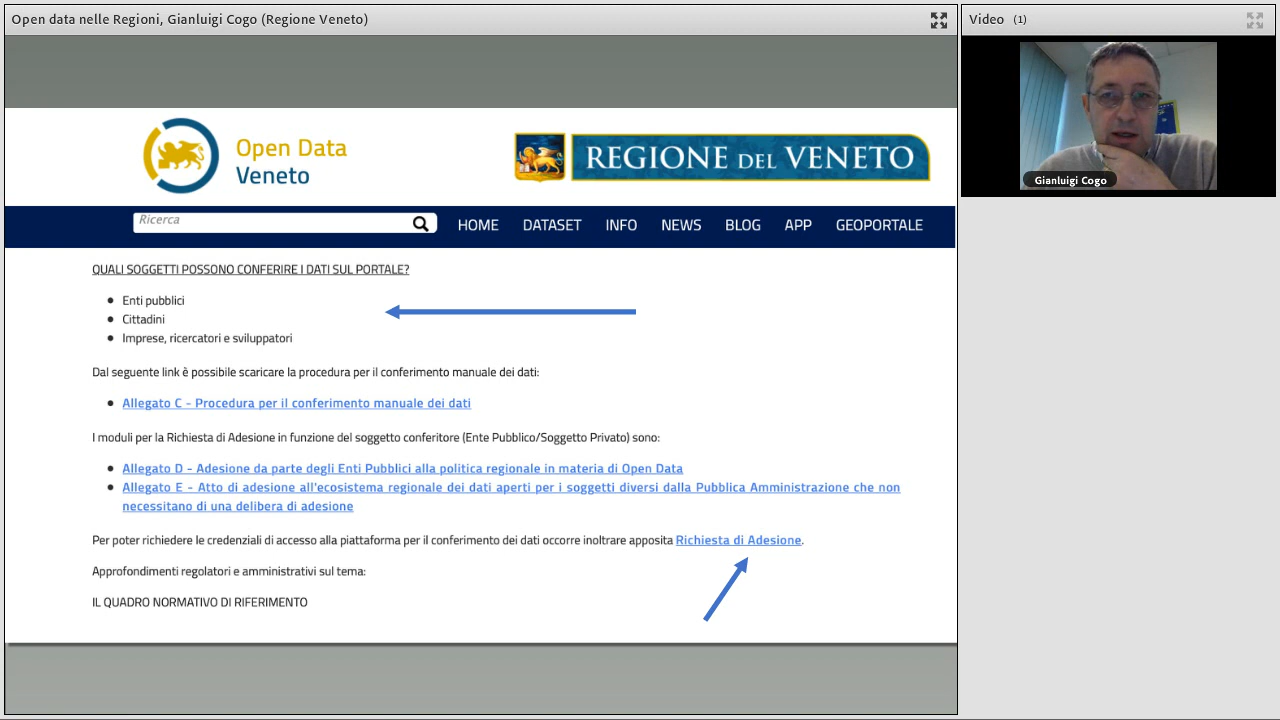 Open data nelle Regioni, Gianluigi Cogo (Regione Veneto)
Video (1)
Gianluigi Cogo
Open Data
Veneto
REGIONE DEL VENETO
Ricerca
HOME DATASET INFO NEWS BLOG APP GEOPORTALE
QUALI SOGGETTI POSSONO CONFERIRE I DATI SUL PORTALE?
Enti pubblici
Cittadini
Imprese, ricercatori e sviluppatori
Dal seguente link è possibile scaricare la procedura per il conferimento manuale dei dati:
Allegato C - Procedura per il conferimento manuale dei dati
I moduli per la Richiesta di Adesione in funzione del soggetto conferitore (Ente Pubblico/Soggetto Privato) sono:
Allegato D - Adesione da parte degli Enti Pubblici alla politica regionale in materia di Open Data
Allegato E - Atto di adesione all'ecosistema regionale dei dati aperti per i soggetti diversi dalla Pubblica Amministrazione che non
necessitano di una delibera di adesione
Per poter richiedere le credenziali di accesso alla piattaforma per il conferimento dei dati occorre inoltrare apposita Richiesta di Adesione.
Approfondimenti regolatori e amministrativi sul tema:
IL QUADRO NORMATIVO DI RIFERIMENTO